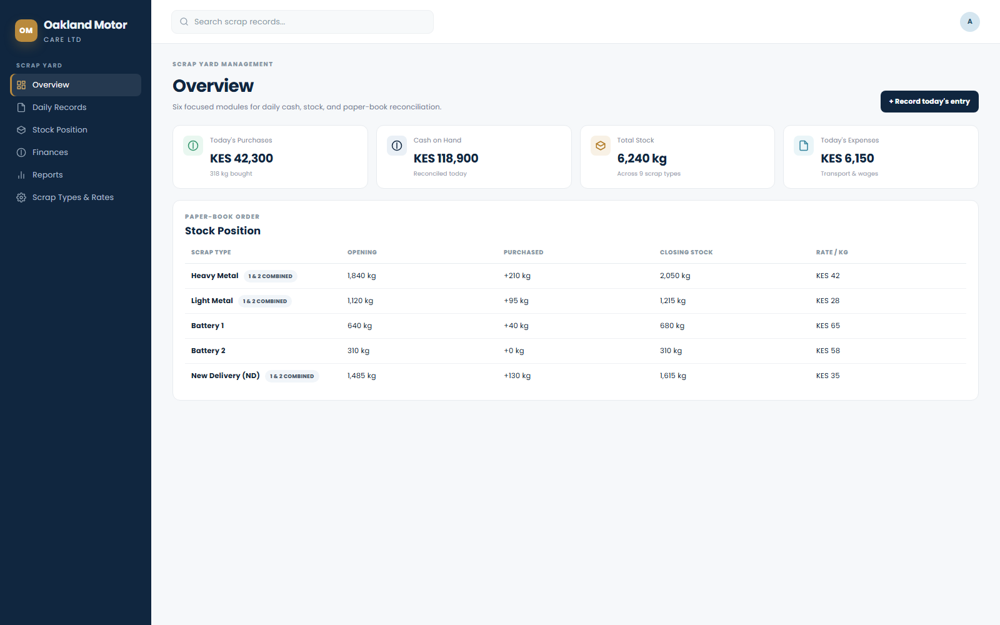 OM
Oakland Motor
CARE LTD
SCRAP YARD
Overview
Daily Records
Stock Position
Finances
Reports
Scrap Types & Rates
Search scrap records...
A
SCRAP YARD MANAGEMENT
Overview
Six focused modules for daily cash, stock, and paper-book reconciliation.
+ Record today's entry
Today's Purchases
KES 42,300
318 kg bought
Cash on Hand
KES 118,900
Reconciled today
Total Stock
6,240 kg
Across 9 scrap types
Today's Expenses
KES 6,150
Transport & wages
PAPER-BOOK ORDER
Stock Position
SCRAP TYPE OPENING PURCHASED CLOSING STOCK RATE / KG
Heavy Metal 1 & 2 COMBINED 1,840 kg +210 kg 2,050 kg KES 42
Light Metal 1 & 2 COMBINED 1,120 kg +95 kg 1,215 kg KES 28
Battery 1 640 kg +40 kg 680 kg KES 65
Battery 2 310 kg +0 kg 310 kg KES 58
New Delivery (ND) 1 & 2 COMBINED 1,485 kg +130 kg 1,615 kg KES 35